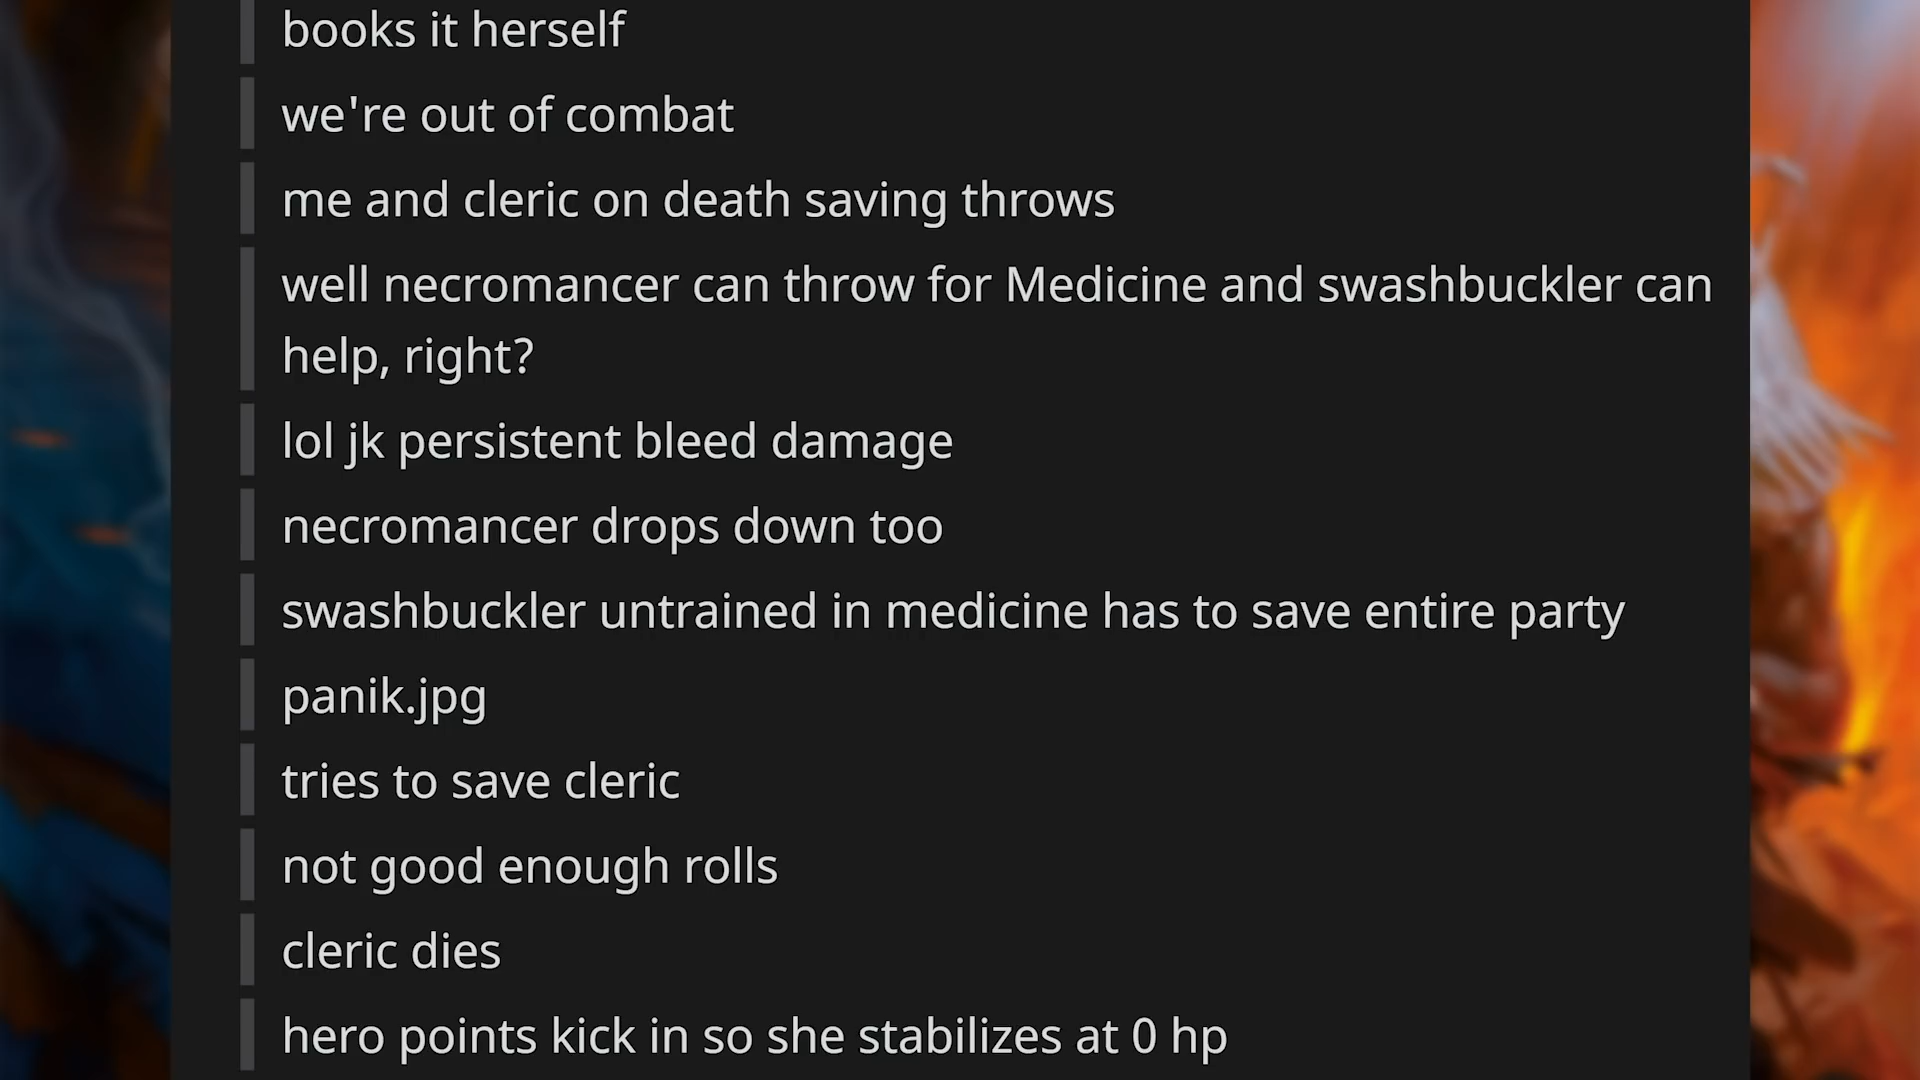 books it herself
we're out of combat
me and cleric on death saving throws
well necromancer can throw for Medicine and swashbuckler can
help, right?
lol jk persistent bleed damage
necromancer drops down too
swashbuckler untrained in medicine has to save entire party
panik.jpg
tries to save cleric
not good enough rolls
cleric dies
hero points kick in so she stabilizes at 0 hp